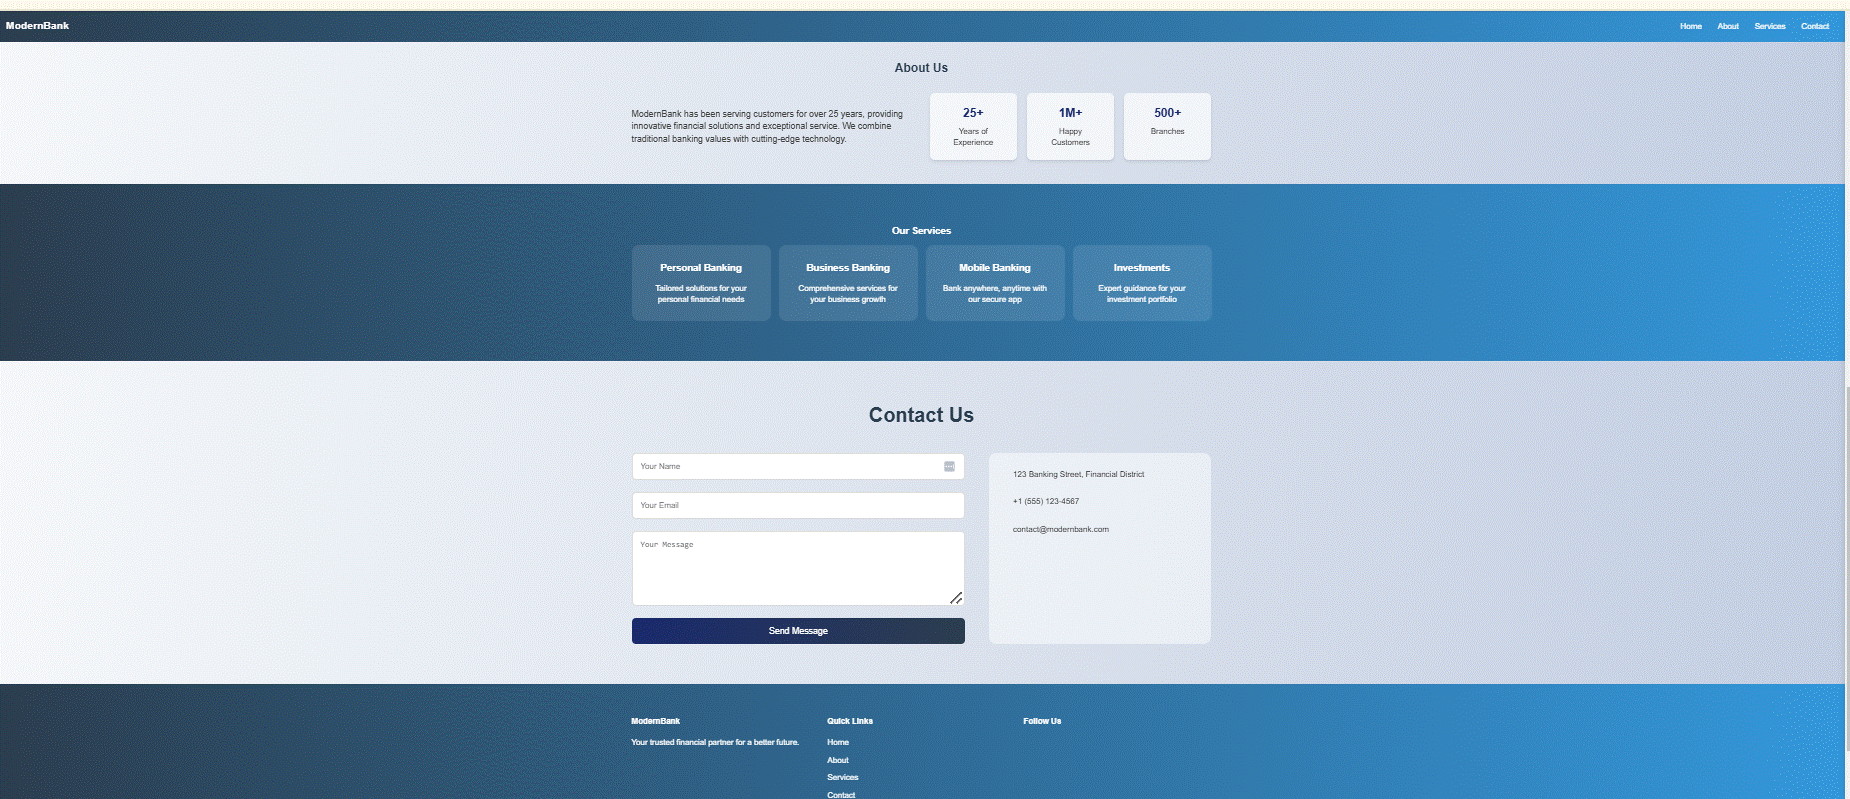 ModernBank
Home
About
Services
Contact
About Us
ModernBank has been serving customers for over 25 years, providing
innovative financial solutions and exceptional service. We combine
traditional banking values with cutting-edge technology.
25+
Years of
Experience
1M+
Happy
Customers
500+
Branches
Our Services
Personal Banking
Tailored solutions for your
personal financial needs
Business Banking
Comprehensive services for
your business growth
Mobile Banking
Bank anywhere, anytime with
our secure app
Investments
Expert guidance for your
investment portfolio
Contact Us
Your Name
Your Email
Your Message
Send Message
123 Banking Street, Financial District
+1 (555) 123-4567
contact@modernbank.com
ModernBank
Your trusted financial partner for a better future.
Quick Links
Home
About
Services
Contact
Follow Us